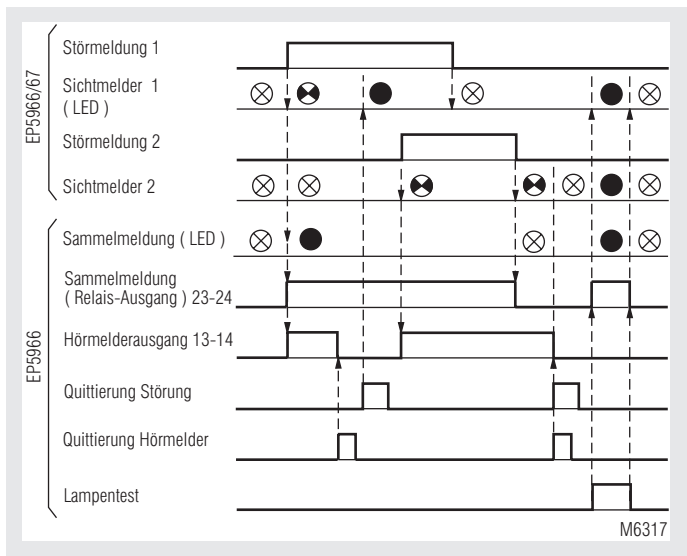 EP5966/67
Störmeldung 1
Sichtmelder 1
( LED )
Störmeldung 2
Sichtmelder 2
EP5966
Sammelmeldung ( LED )
Sammelmeldung
( Relais-Ausgang ) 23-24
Hörmelderausgang 13-14
Quittierung Störung
Quittierung Hörmelder
Lampentest
M6317